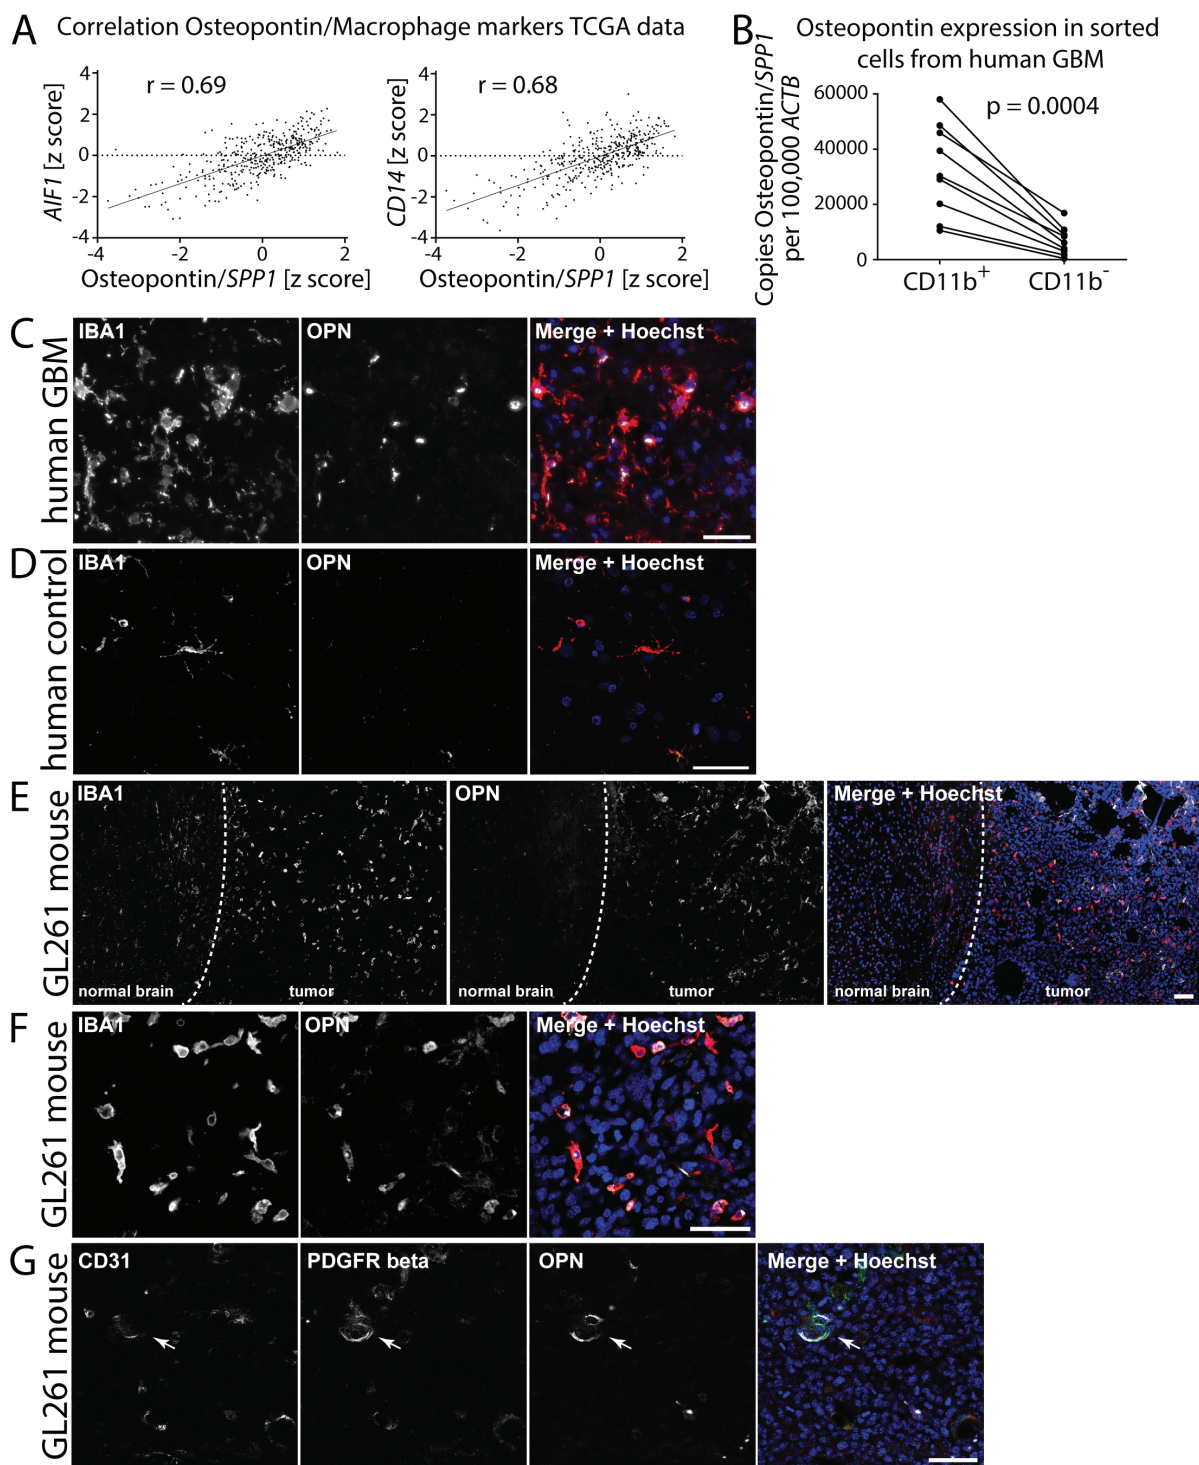 A Correlation Osteopontin/Macrophage markers TCGA data
r = 0.69
4
2
0
-2
-4
AIF1 [z score]
-4 -2 0 2
Osteopontin/SPP1 [z score]
r = 0.68
4
2
0
-2
-4
CD14 [z score]
-4 -2 0 2
Osteopontin/SPP1 [z score]
B Osteopontin expression in sorted
cells from human GBM
p = 0.0004
60000
40000
20000
0
Copies Osteopontin/SPP1
per 100,000 ACTB
CD11b+ CD11b-
C human GBM
IBA1 OPN Merge + Hoechst
D human control
IBA1 OPN Merge + Hoechst
E GL261 mouse
IBA1 OPN Merge + Hoechst
normal brain tumor normal brain tumor normal brain tumor
F GL261 mouse
IBA1 OPN Merge + Hoechst
G GL261 mouse
CD31 PDGFR beta OPN Merge + Hoechst